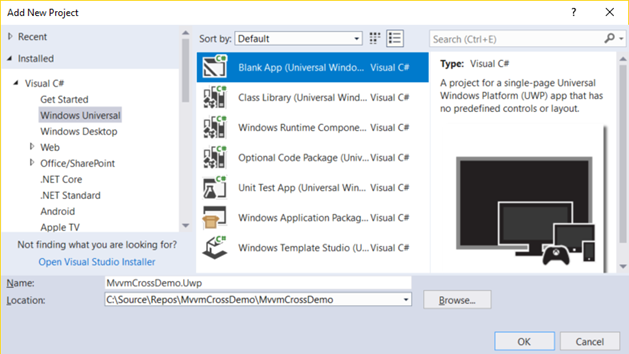 Add New Project
? ×
Recent
Installed
Visual C#
Get Started
Windows Universal
Windows Desktop
Web
Office/SharePoint
.NET Core
.NET Standard
Android
Apple TV
Not finding what you are looking for?
Open Visual Studio Installer
Sort by: Default
Search (Ctrl+E)
Blank App (Universal Windo... Visual C#
Class Library (Universal Wind... Visual C#
Windows Runtime Compone... Visual C#
Optional Code Package (Univ... Visual C#
Unit Test App (Universal Win... Visual C#
Windows Application Packag... Visual C#
Windows Template Studio (U... Visual C#
Type: Visual C#
A project for a single-page Universal
Windows Platform (UWP) app that has
no predefined controls or layout.
Name: MvvmCrossDemo.Uwp
Location: C:\Source\Repos\MvvmCrossDemo\MvvmCrossDemo
Browse...
OK
Cancel